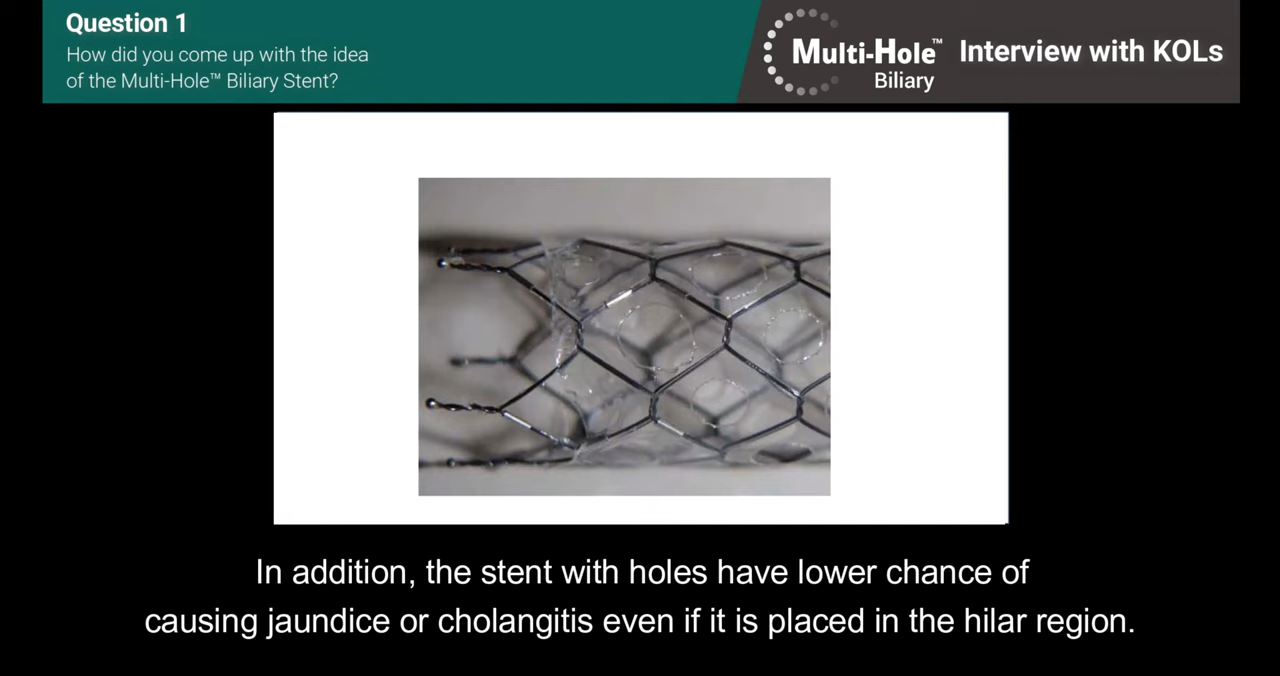 Question 1
How did you come up with the idea
of the Multi-Hole™ Biliary Stent?
Multi-Hole™
Biliary
Interview with KOLs
In addition, the stent with holes have lower chance of
causing jaundice or cholangitis even if it is placed in the hilar region.